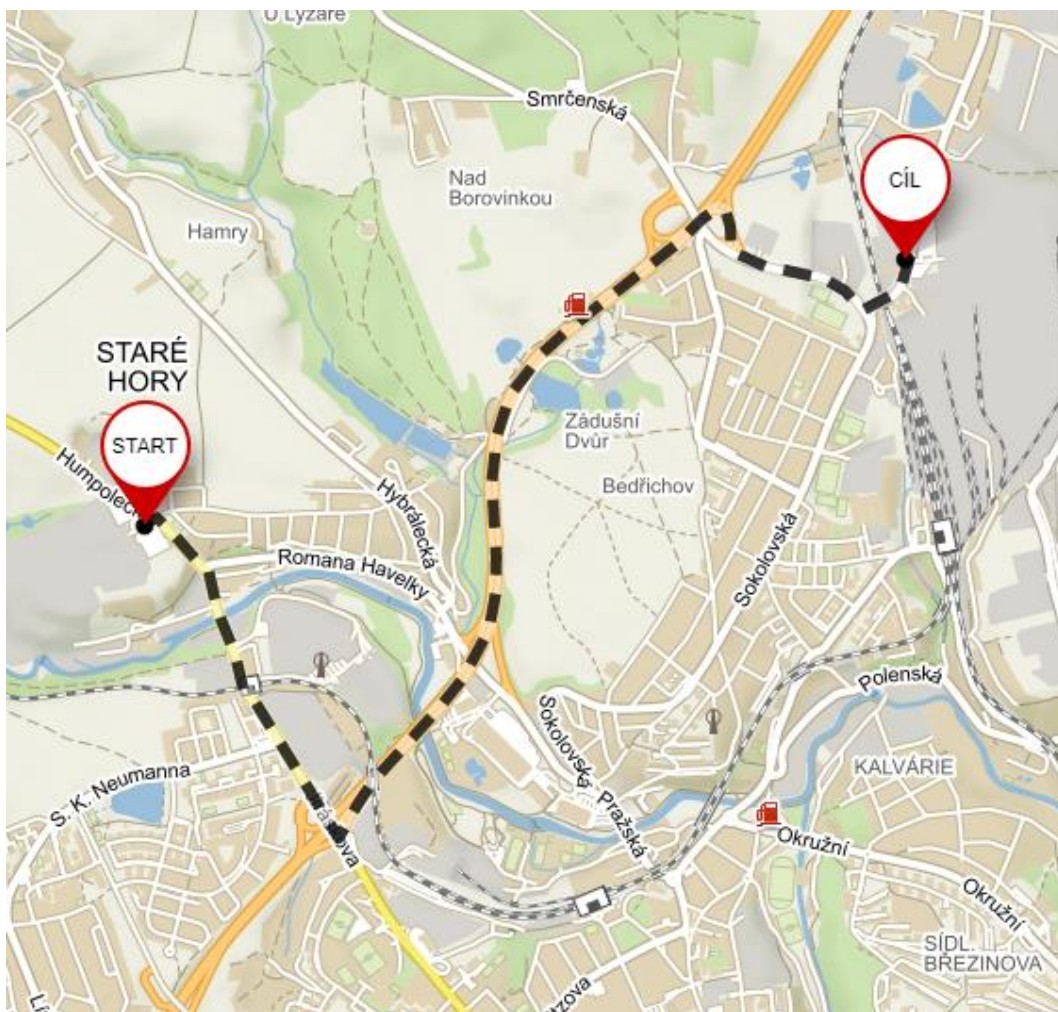 U Lyžaře
Smrčenská
Nad
Borovinkou
CÍL
Hamry
STARÉ
HORY
START
Zádušní
Dvůr
Bedřichov
Hybrálecká
Romana Havelky
Sokolovská
Polenská
S. K. Neumanna
Sokolovská
Pražská
KALVÁRIE
Okružní
Okružní
SÍDL.
BŘEZINOVA